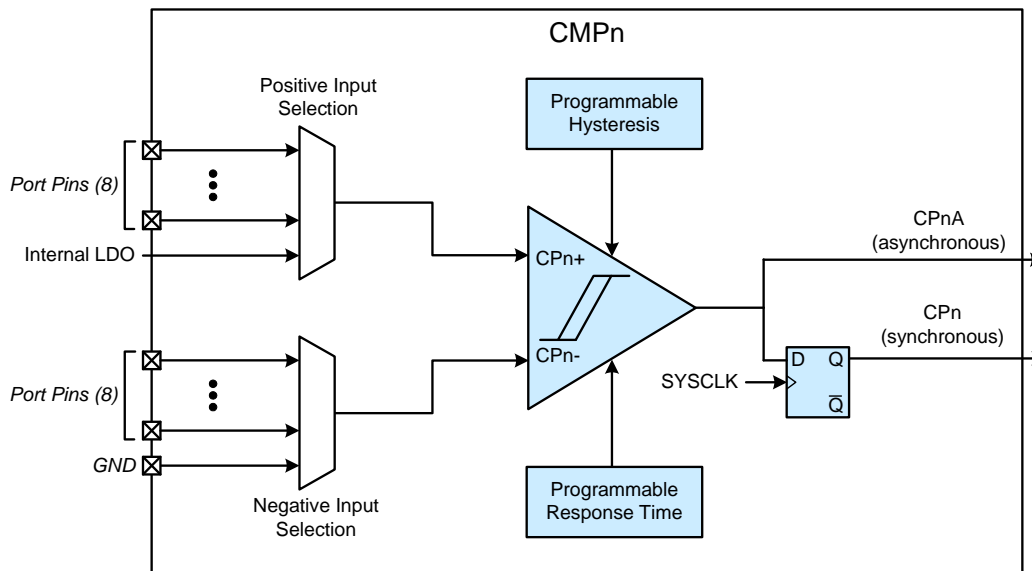 CMPn
Positive Input
Selection
Programmable
Hysteresis
Port Pins (8)
Internal LDO
CPn+
CPnA
(asynchronous)
CPn
(synchronous)
CPn-
D Q
Q̅
SYSCLK
Port Pins (8)
GND
Negative Input
Selection
Programmable
Response Time